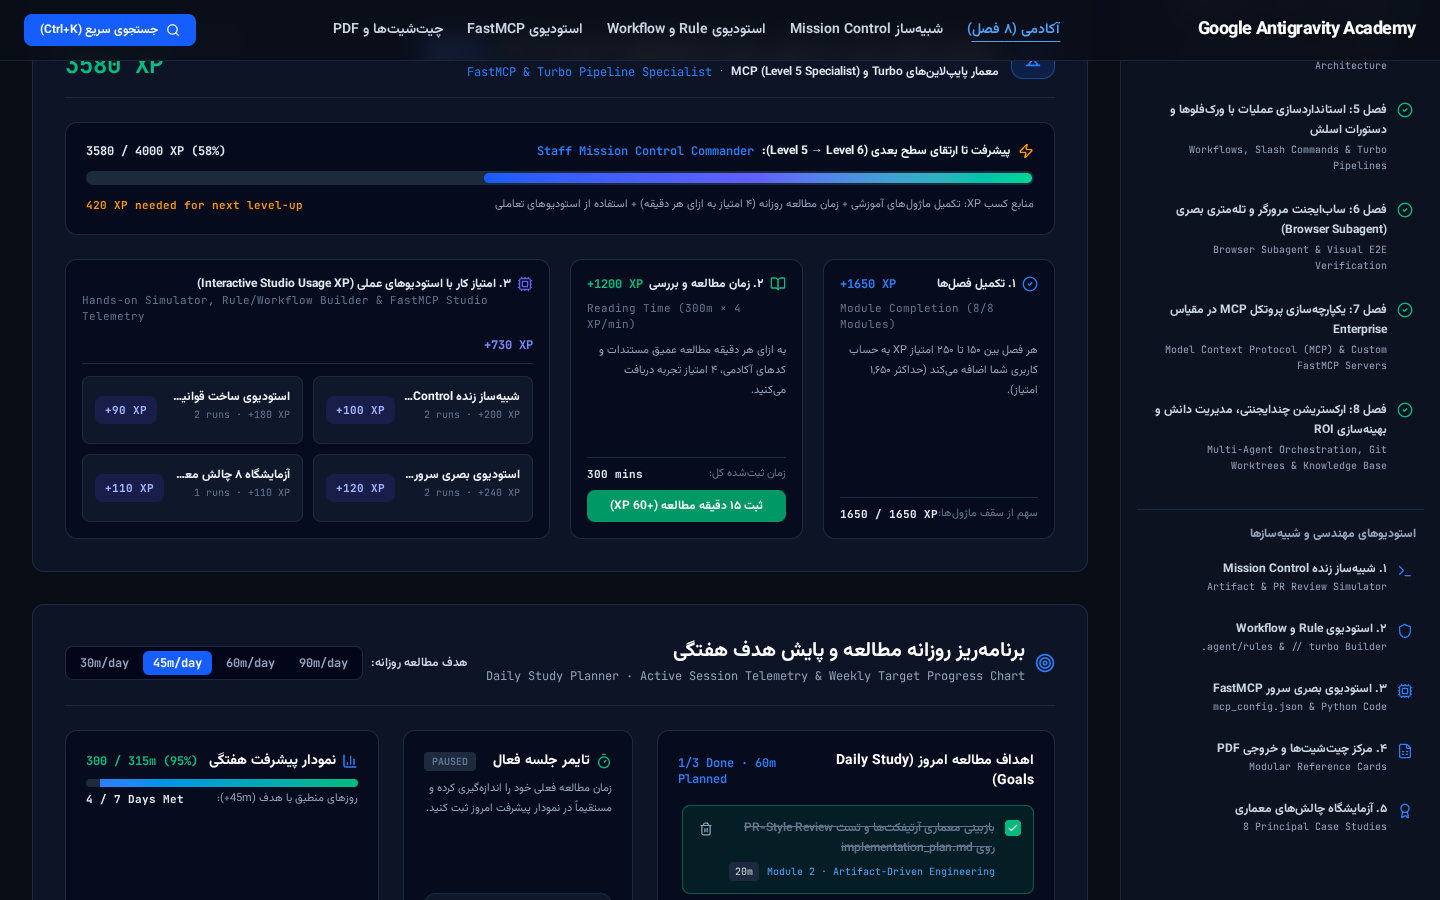 Google Antigravity Academy
آکادمی (۸ فصل)
شبیه‌ساز Mission Control
استودیوی Rule و Workflow
استودیوی FastMCP
چیت‌شیت‌ها و PDF
جستجوی سریع (Ctrl+K)
Architecture
فصل 5: استانداردسازی عملیات با ورک‌فلوها و
دستورات اسلش
Workflows, Slash Commands & Turbo
Pipelines
فصل 6: ساب‌ایجنت مرورگر و تله‌متری بصری
(Browser Subagent)
Browser Subagent & Visual E2E
Verification
فصل 7: یکپارچه‌سازی پروتکل MCP در مقیاس
Enterprise
Model Context Protocol (MCP) & Custom
FastMCP Servers
فصل 8: ارکستریشن چندایجنتی، مدیریت دانش و
بهینه‌سازی ROI
Multi-Agent Orchestration, Git
Worktrees & Knowledge Base
استودیوهای مهندسی و شبیه‌سازها
۱. شبیه‌ساز زنده Mission Control
Artifact & PR Review Simulator
۲. استودیوی Rule و Workflow
.agent/rules & // turbo Builder
۳. استودیوی بصری سرور FastMCP
mcp_config.json & Python Code
۴. مرکز چیت‌شیت‌ها و خروجی PDF
Modular Reference Cards
۵. آزمایشگاه چالش‌های معماری
8 Principal Case Studies
معمار پایپ‌لاین‌های Turbo و MCP (Level 5 Specialist) · FastMCP & Turbo Pipeline Specialist
3580 XP
پیشرفت تا ارتقای سطح بعدی (Level 5 → Level 6): Staff Mission Control Commander
3580 / 4000 XP (58%)
منابع کسب XP: تکمیل ماژول‌های آموزشی + زمان مطالعه روزانه (۴ امتیاز به ازای هر دقیقه) + استفاده از استودیوهای تعاملی
420 XP needed for next level-up
۱. تکمیل فصل‌ها
+1650 XP
Module Completion (8/8
Modules)
هر فصل بین ۱۵۰ تا ۲۵۰ امتیاز XP به حساب
کاربری شما اضافه می‌کند (حداکثر ۱,۶۵۰
امتیاز).
سهم از سقف ماژول‌ها:
1650 / 1650 XP
۲. زمان مطالعه و بررسی
+1200 XP
Reading Time (300m × 4
XP/min)
به ازای هر دقیقه مطالعه عمیق مستندات و
کدهای آکادمی، ۴ امتیاز تجربه دریافت
می‌کنید.
زمان ثبت‌شده کل:
300 mins
ثبت ۱۵ دقیقه مطالعه (+60 XP)
۳. امتیاز کار با استودیوهای عملی (Interactive Studio Usage XP)
Hands-on Simulator, Rule/Workflow Builder & FastMCP Studio
Telemetry
+730 XP
شبیه‌ساز زنده Control...
2 runs · +200 XP
+100 XP
استودیوی ساخت قوانی...
2 runs · +180 XP
+90 XP
استودیوی بصری سرور...
2 runs · +240 XP
+120 XP
آزمایشگاه ۸ چالش مع...
1 runs · +110 XP
+110 XP
برنامه‌ریز روزانه مطالعه و پایش هدف هفتگی
Daily Study Planner · Active Session Telemetry & Weekly Target Progress Chart
هدف مطالعه روزانه:
30m/day
45m/day
60m/day
90m/day
اهداف مطالعه امروز (Daily Study
Goals)
1/3 Done · 60m
Planned
بازبینی معماری آرتیفکت‌ها و تست PR-Style Review
روی implementation_plan.md
Module 2 · Artifact-Driven Engineering
20m
تایمر جلسه فعال
PAUSED
زمان مطالعه فعلی خود را اندازه‌گیری کرده و
مستقیماً در نمودار پیشرفت امروز ثبت کنید.
نمودار پیشرفت هفتگی
300 / 315m (95%)
روزهای منطبق با هدف (45m+):
4 / 7 Days Met